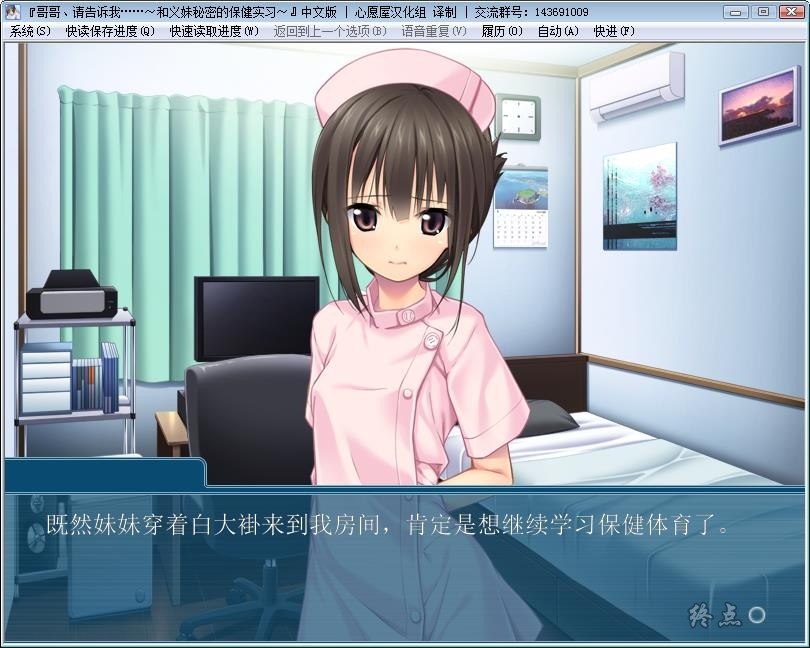 『哥哥、请告诉我……～和义妹秘密的保健实习～』中文版 | 心愿屋汉化组 译制 | 交流群号: 143691009
系统(S) 快读保存进度(Q) 快速读取进度(W) 返回到上一个选项(B) 语音重复(V) 履历(O) 自动(A) 快进(F)
既然妹妹穿着白大褂来到我房间，肯定是想继续学习保健体育了。
终点